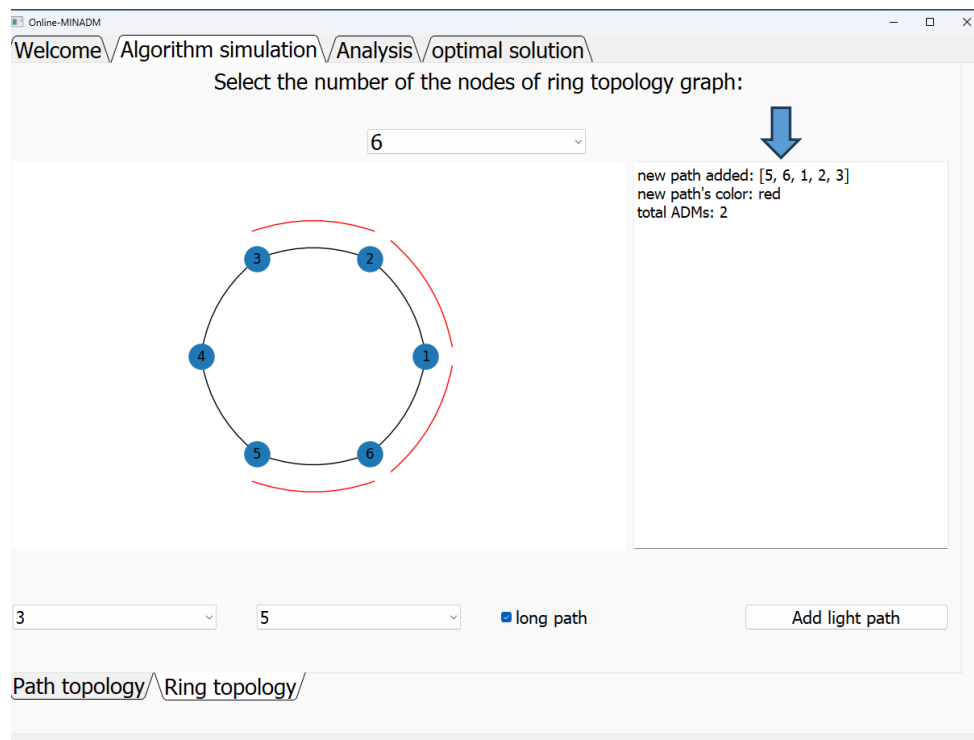 Online-MINADM
Welcome Algorithm simulation Analysis optimal solution
Select the number of the nodes of ring topology graph:
6
new path added: [5, 6, 1, 2, 3]
new path's color: red
total ADMs: 2
3 2
4 1
5 6
3 5 long path Add light path
Path topology Ring topology